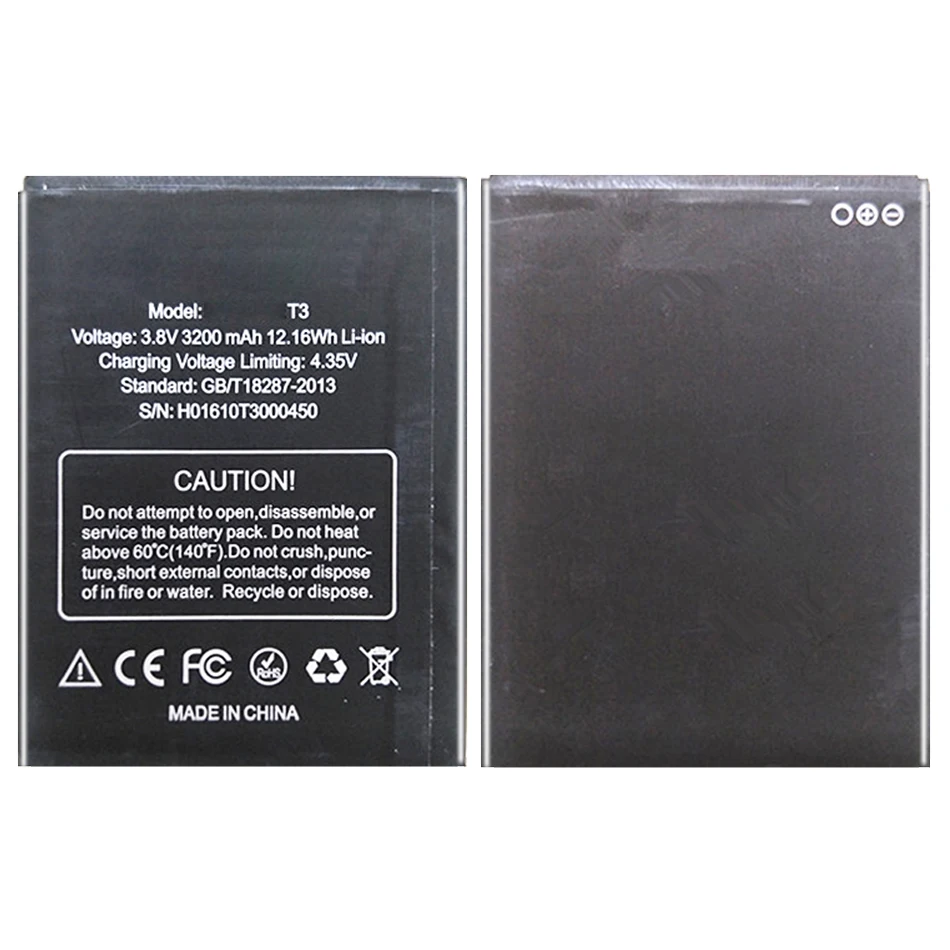 Model: T3
Voltage: 3.8V 3200 mAh 12.16Wh Li-ion
Charging Voltage Limiting: 4.35V
Standard: GB/T18287-2013
S/N: H01610T3000450
CAUTION!
Do not attempt to open,disassemble,or
service the battery pack. Do not heat
above 60°C(140°F).Do not crush,punc-
ture,short external contacts,or dispose
of in fire or water. Recycle or dispose.
CE FC RoHS
MADE IN CHINA